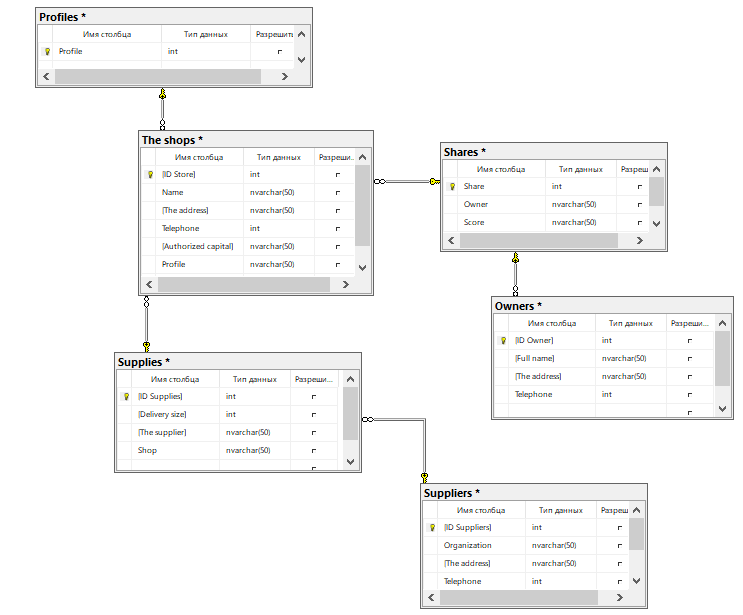 Profiles *
Имя столбца Тип данных Разрешить
Profile int
The shops *
Имя столбца Тип данных Разреши...
[ID Store] int
Name nvarchar(50)
[The address] nvarchar(50)
Telephone int
[Authorized capital] nvarchar(50)
Profile nvarchar(50)
Shares *
Имя столбца Тип данных Разреш
Share int
Owner nvarchar(50)
Score nvarchar(50)
Owners *
Имя столбца Тип данных Разреши...
[ID Owner] int
[Full name] nvarchar(50)
[The address] nvarchar(50)
Telephone int
Supplies *
Имя столбца Тип данных Разреши...
[ID Supplies] int
[Delivery size] int
[The supplier] nvarchar(50)
Shop nvarchar(50)
Suppliers *
Имя столбца Тип данных Разреш
[ID Suppliers] int
Organization nvarchar(50)
[The address] nvarchar(50)
Telephone int